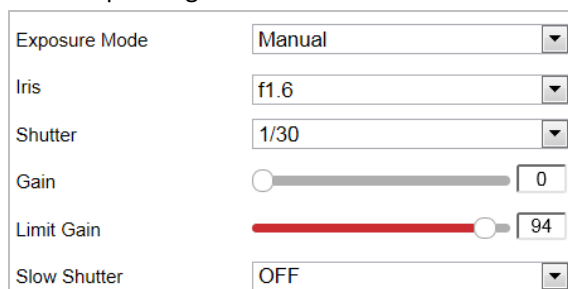 Exposure Mode Manual
Iris f1.6
Shutter 1/30
Gain 0
Limit Gain 94
Slow Shutter OFF